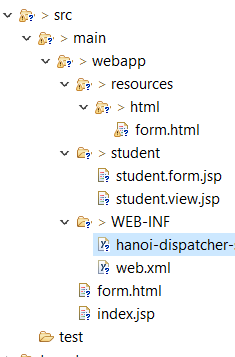 > src
> main
> webapp
> resources
> html
form.html
> student
student.form.jsp
student.view.jsp
> WEB-INF
hanoi-dispatcher-
web.xml
form.html
index.jsp
test